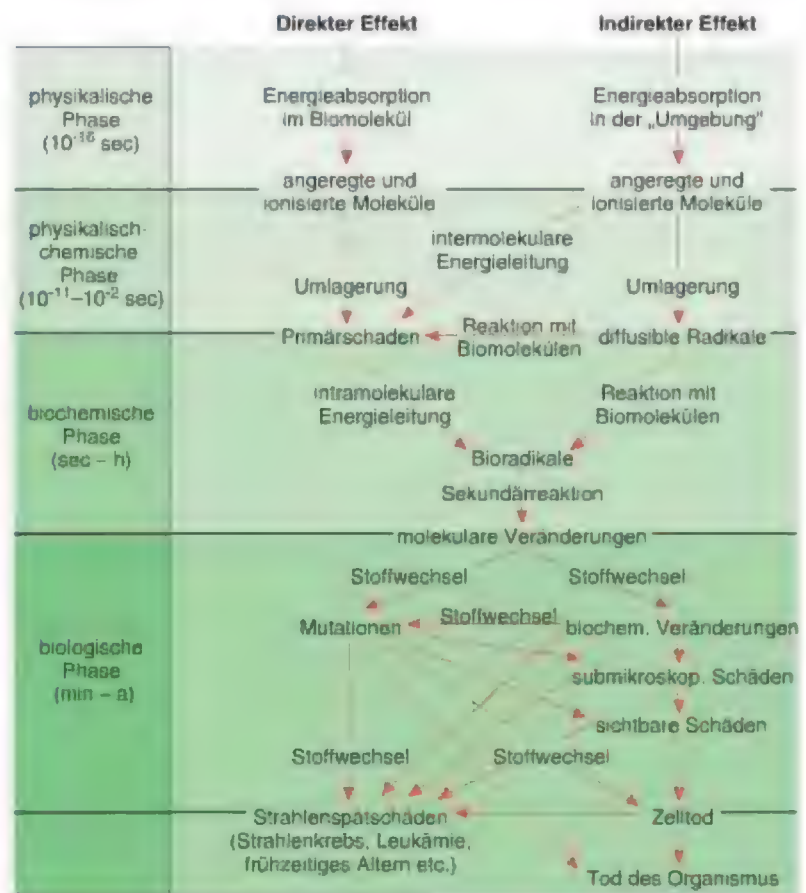 Direkter Effekt
Indirekter Effekt
physikalische
Phase
(10⁻¹⁶ sec)
Energieabsorption
im Biomolekül
Energieabsorption
in der „Umgebung"
angeregte und
ionisierte Moleküle
angeregte und
ionisierte Moleküle
physikalisch-
chemische
Phase
(10⁻¹¹–10⁻² sec)
intermolekulare
Energieleitung
Umlagerung
Umlagerung
Primärschaden
Reaktion mit
Biomolekülen
diffusible Radikale
biochemische
Phase
(sec – h)
intramolekulare
Energieleitung
Reaktion mit
Biomolekülen
Bioradikale
Sekundärreaktion
molekulare Veränderungen
biologische
Phase
(min – a)
Stoffwechsel
Stoffwechsel
Mutationen
Stoffwechsel
biochem. Veränderungen
submikroskop. Schäden
sichtbare Schäden
Stoffwechsel
Stoffwechsel
Strahlenspätschäden
(Strahlenkrebs, Leukämie,
frühzeitiges Altern etc.)
Zelltod
Tod des Organismus